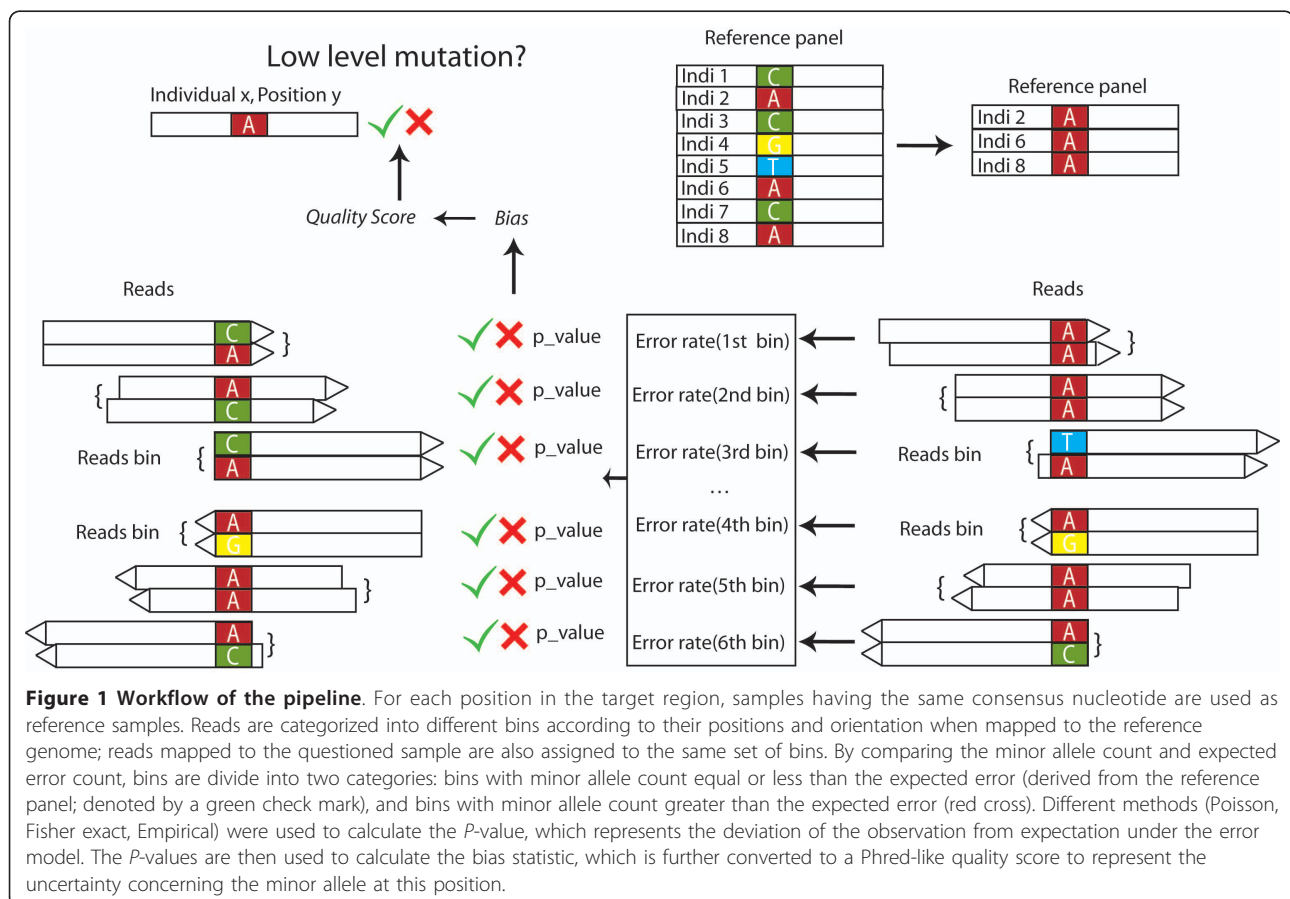 Low level mutation?
Individual x, Position y
A
Quality Score
Bias
Reference panel
Indi 1 C
Indi 2 A
Indi 3 C
Indi 4 G
Indi 5 T
Indi 6 A
Indi 7 C
Indi 8 A
Reference panel
Indi 2 A
Indi 6 A
Indi 8 A
Reads
C
A
A
C
Reads bin
C
A
Reads bin
A
G
A
A
A
C
p_value
p_value
p_value
p_value
p_value
p_value
Error rate(1st bin)
Error rate(2nd bin)
Error rate(3rd bin)
...
Error rate(4th bin)
Error rate(5th bin)
Error rate(6th bin)
Reads
A
A
A
A
Reads bin
T
A
Reads bin
A
G
A
A
A
C
Figure 1 Workflow of the pipeline. For each position in the target region, samples having the same consensus nucleotide are used as
reference samples. Reads are categorized into different bins according to their positions and orientation when mapped to the reference
genome; reads mapped to the questioned sample are also assigned to the same set of bins. By comparing the minor allele count and expected
error count, bins are divide into two categories: bins with minor allele count equal or less than the expected error (derived from the reference
panel; denoted by a green check mark), and bins with minor allele count greater than the expected error (red cross). Different methods (Poisson,
Fisher exact, Empirical) were used to calculate the P-value, which represents the deviation of the observation from expectation under the error
model. The P-values are then used to calculate the bias statistic, which is further converted to a Phred-like quality score to represent the
uncertainty concerning the minor allele at this position.